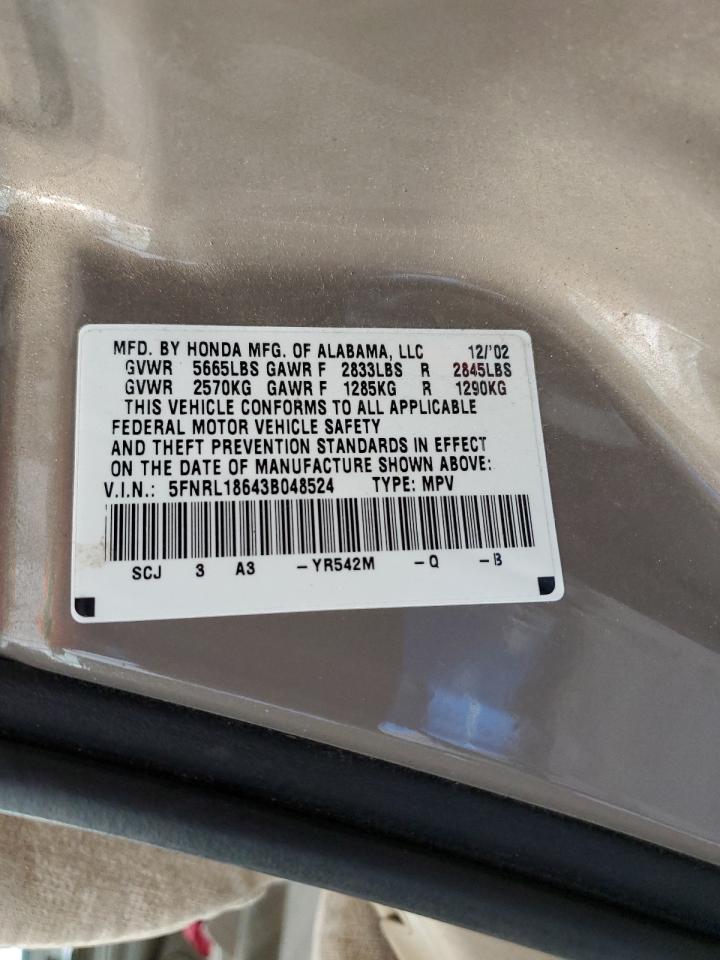 MFD. BY HONDA MFG. OF ALABAMA, LLC 12/'02
GVWR 5665LBS GAWR F 2833LBS R 2845LBS
GVWR 2570KG GAWR F 1285KG R 1290KG
THIS VEHICLE CONFORMS TO ALL APPLICABLE
FEDERAL MOTOR VEHICLE SAFETY
AND THEFT PREVENTION STANDARDS IN EFFECT
ON THE DATE OF MANUFACTURE SHOWN ABOVE:
V.I.N.: 5FNRL18643B048524 TYPE: MPV
SCJ 3 A3 -YR542M -Q -B